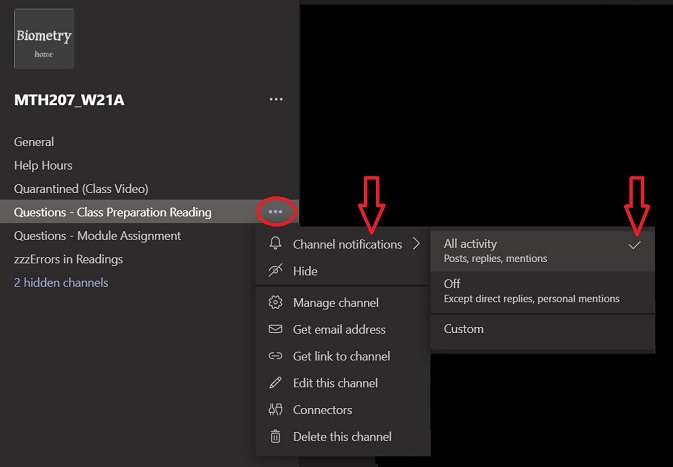 Biometry
home
MTH207_W21A
General
Help Hours
Quarantined (Class Video)
Questions - Class Preparation Reading
Questions - Module Assignment
zzzErrors in Readings
2 hidden channels
Channel notifications
Hide
Manage channel
Get email address
Get link to channel
Edit this channel
Connectors
Delete this channel
All activity
Posts, replies, mentions
Off
Except direct replies, personal mentions
Custom